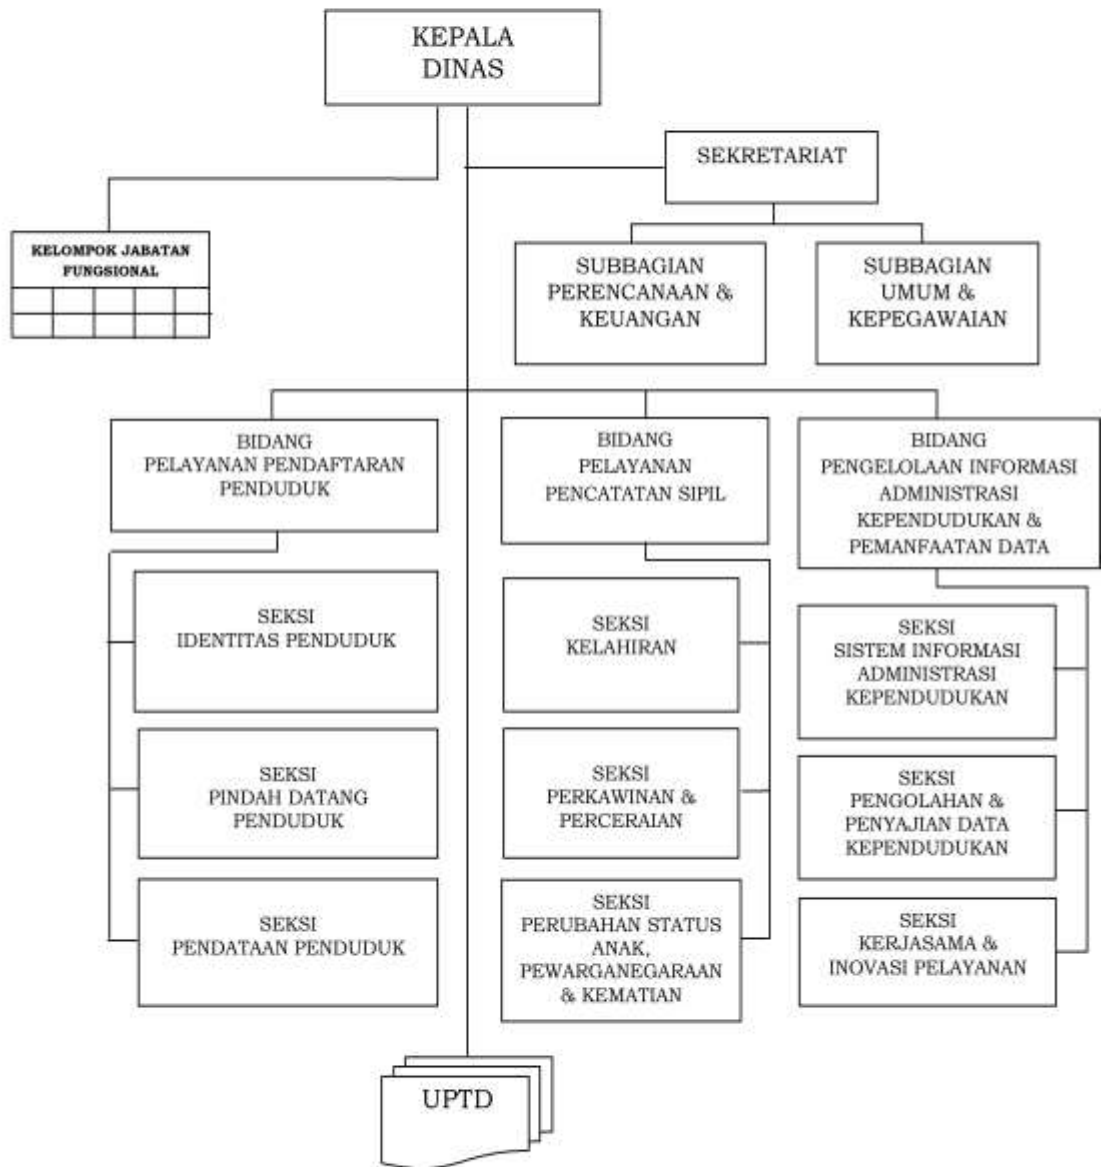 KEPALA
DINAS
SEKRETARIAT
KELOMPOK JABATAN
FUNGSIONAL
SUBBAGIAN
PERENCANAAN &
KEUANGAN
SUBBAGIAN
UMUM &
KEPEGAWAIAN
BIDANG
PELAYANAN PENDAFTARAN
PENDUDUK
BIDANG
PELAYANAN
PENCATATAN SIPIL
BIDANG
PENGELOLAAN INFORMASI
ADMINISTRASI
KEPENDUDUKAN &
PEMANFAATAN DATA
SEKSI
IDENTITAS PENDUDUK
SEKSI
PINDAH DATANG
PENDUDUK
SEKSI
PENDATAAN PENDUDUK
SEKSI
KELAHIRAN
SEKSI
PERKAWINAN &
PERCERAIAN
SEKSI
PERUBAHAN STATUS
ANAK,
PEWARGANEGARAAN
& KEMATIAN
SEKSI
SISTEM INFORMASI
ADMINISTRASI
KEPENDUDUKAN
SEKSI
PENGOLAHAN &
PENYAJIAN DATA
KEPENDUDUKAN
SEKSI
KERJASAMA &
INOVASI PELAYANAN
UPTD